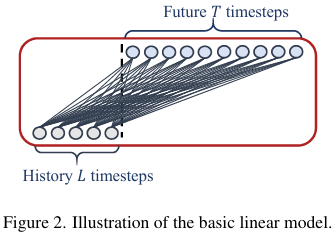 Future T timesteps
History L timesteps
Figure 2. Illustration of the basic linear model.